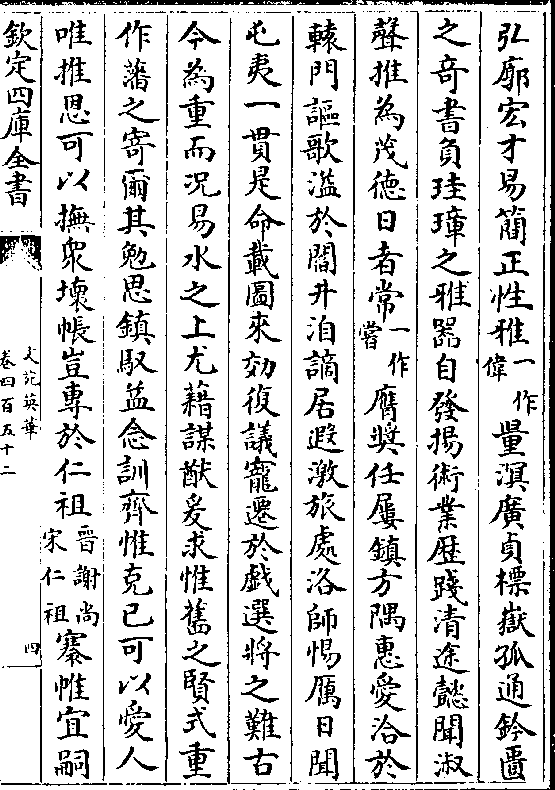 弘廓宏才易簡正性雅一作偉量溟廣貞標嶽孤通鈐匱
之竒書負珪璋之雅器自發揚術業歴踐清途懿聞淑
聲推為茂德日者常一作嘗膺奬任屢鎮方隅惠愛洽於
轅門謳歌溢於閭井洎謫居遐激旅處洛師惕厲日聞
屯夷一貫是命載圖來効復議寵遷於戲選將之難古
今為重而況易水之上尤藉謀猷爰求惟舊之賢式重
作藩之寄爾其勉思鎮馭益念訓齊惟克已可以愛人
唯推恩可以撫衆壞帳豈專於仁祖晉謝尚宋仁祖褰帷宜嗣
欽定四庫全書
文苑英華
卷四百五十二
四